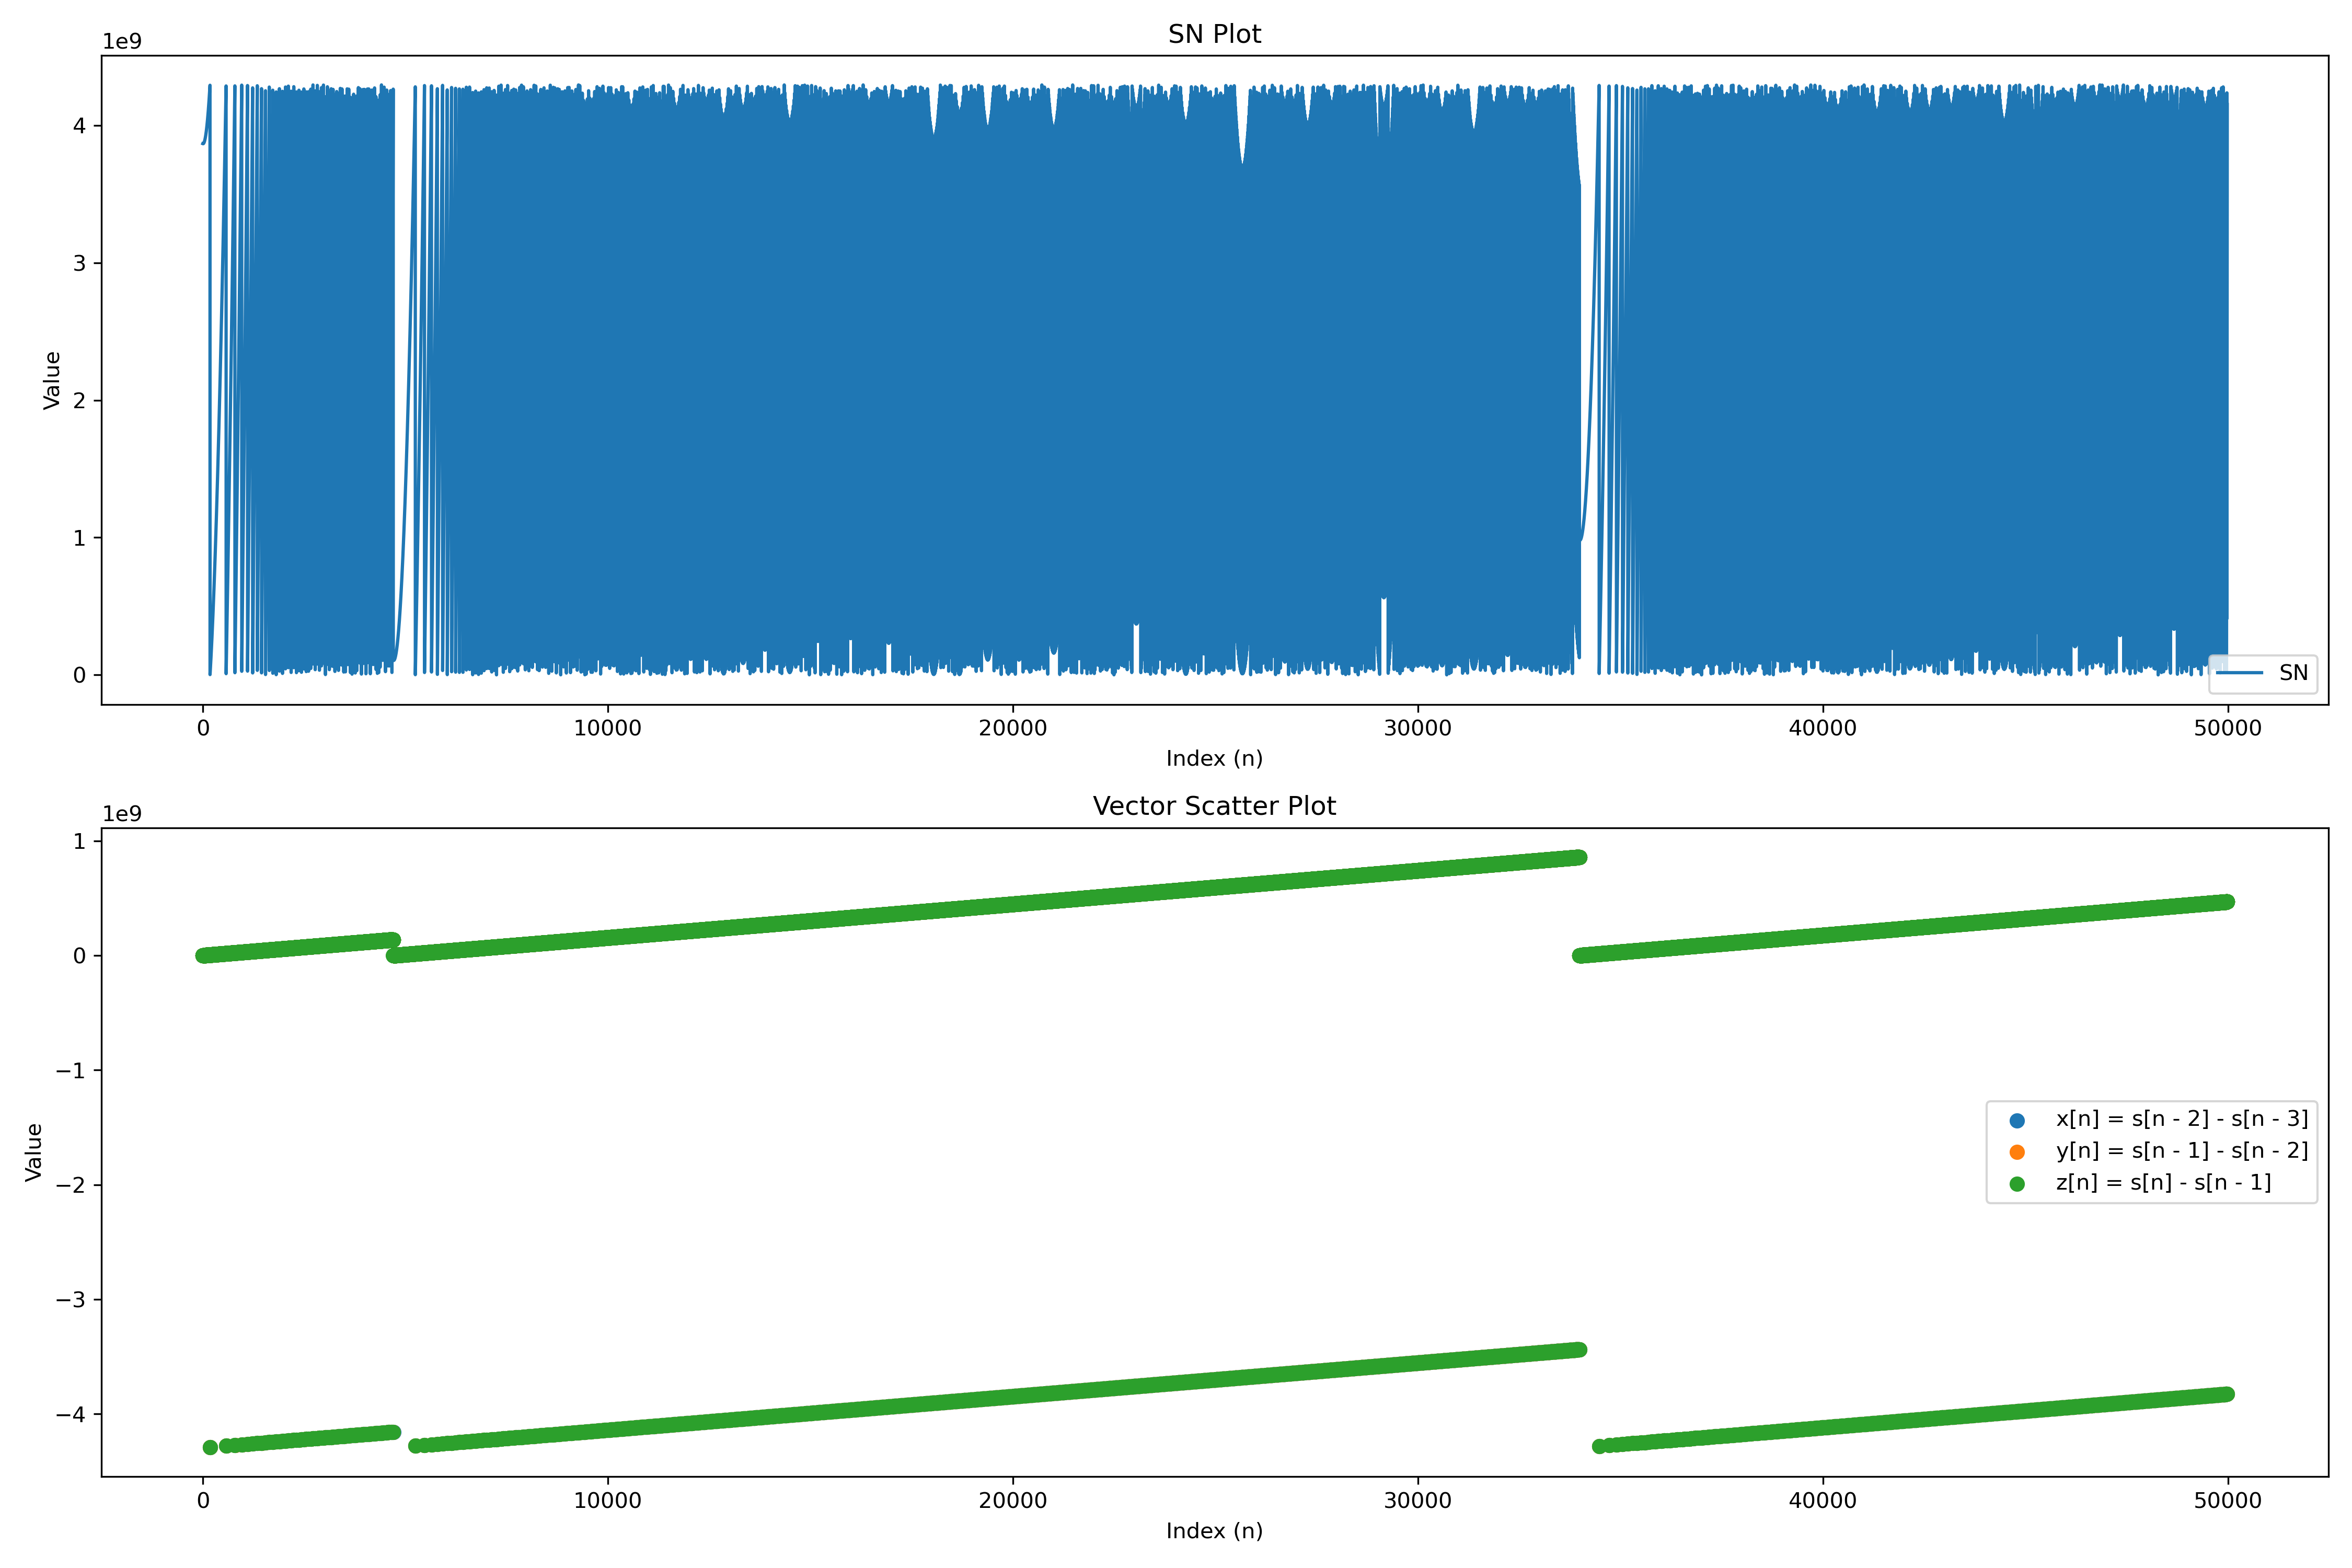 SN Plot
1e9
4
3
2
1
0
Value
0
10000
20000
30000
40000
50000
Index (n)
SN
Vector Scatter Plot
1e9
1
0
−1
−2
−3
−4
Value
0
10000
20000
30000
40000
50000
Index (n)
x[n] = s[n - 2] - s[n - 3]
y[n] = s[n - 1] - s[n - 2]
z[n] = s[n] - s[n - 1]